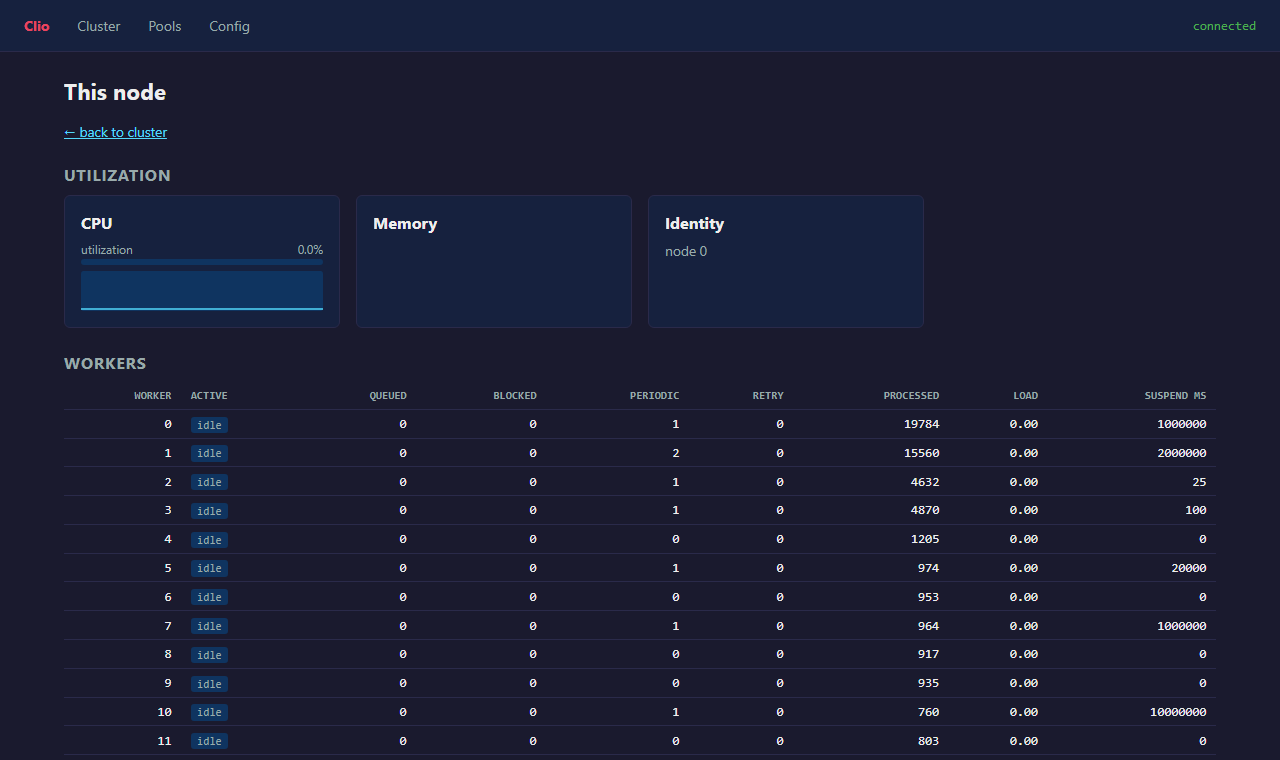 Clio Cluster Pools Config connected
This node
← back to cluster
UTILIZATION
CPU
utilization 0.0%
Memory
Identity
node 0
WORKERS
WORKER ACTIVE QUEUED BLOCKED PERIODIC RETRY PROCESSED LOAD SUSPEND MS
0 idle 0 0 1 0 19784 0.00 1000000
1 idle 0 0 2 0 15560 0.00 2000000
2 idle 0 0 1 0 4632 0.00 25
3 idle 0 0 1 0 4870 0.00 100
4 idle 0 0 0 0 1205 0.00 0
5 idle 0 0 1 0 974 0.00 20000
6 idle 0 0 0 0 953 0.00 0
7 idle 0 0 1 0 964 0.00 1000000
8 idle 0 0 0 0 917 0.00 0
9 idle 0 0 0 0 935 0.00 0
10 idle 0 0 1 0 760 0.00 10000000
11 idle 0 0 0 0 803 0.00 0